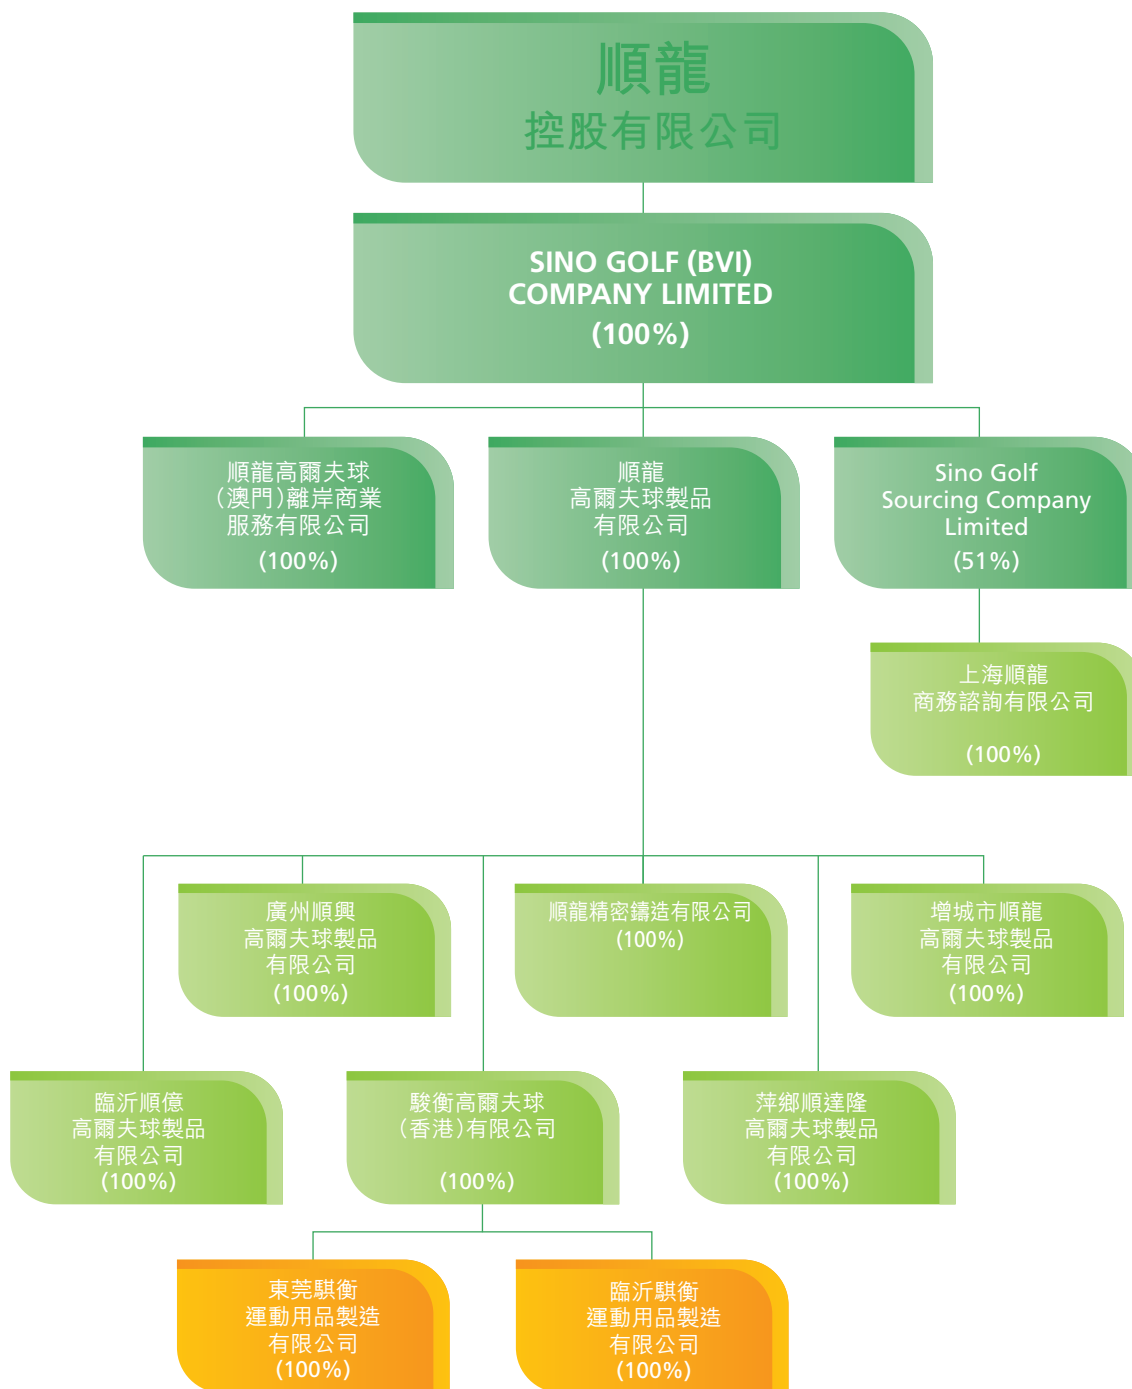 順龍
控股有限公司
SINO GOLF (BVI)
COMPANY LIMITED
(100%)
順龍高爾夫球
（澳門）離岸商業
服務有限公司
(100%)
順龍
高爾夫球製品
有限公司
(100%)
Sino Golf
Sourcing Company
Limited
(51%)
上海順龍
商務諮詢有限公司
(100%)
廣州順興
高爾夫球製品
有限公司
(100%)
順龍精密鑄造有限公司
(100%)
增城市順龍
高爾夫球製品
有限公司
(100%)
臨沂順億
高爾夫球製品
有限公司
(100%)
駿衡高爾夫球
（香港）有限公司
(100%)
萍鄉順達隆
高爾夫球製品
有限公司
(100%)
東莞騏衡
運動用品製造
有限公司
(100%)
臨沂騏衡
運動用品製造
有限公司
(100%)